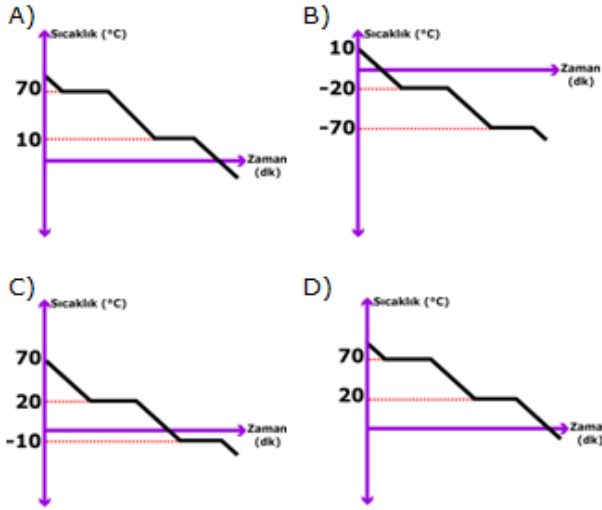 A)
Sıcaklık (°C)
70
10
Zaman
(dk)
B)
Sıcaklık (°C)
10
-20
-70
Zaman
(dk)
C)
Sıcaklık (°C)
70
20
-10
Zaman
(dk)
D)
Sıcaklık (°C)
70
20
Zaman
(dk)